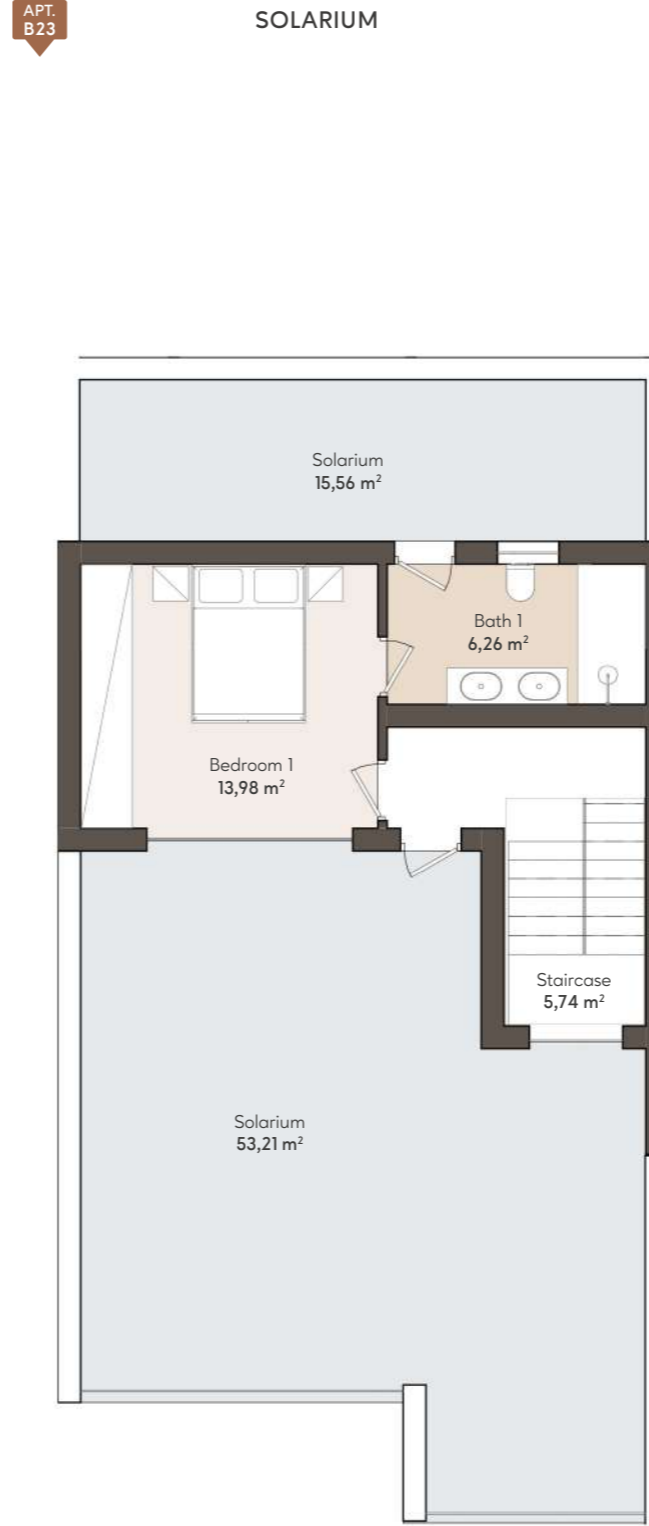 APT.
B23
SOLARIUM
Solarium
15,56 m²
Bath 1
6,26 m²
Bedroom 1
13,98 m²
Staircase
5,74 m²
Solarium
53,21 m²